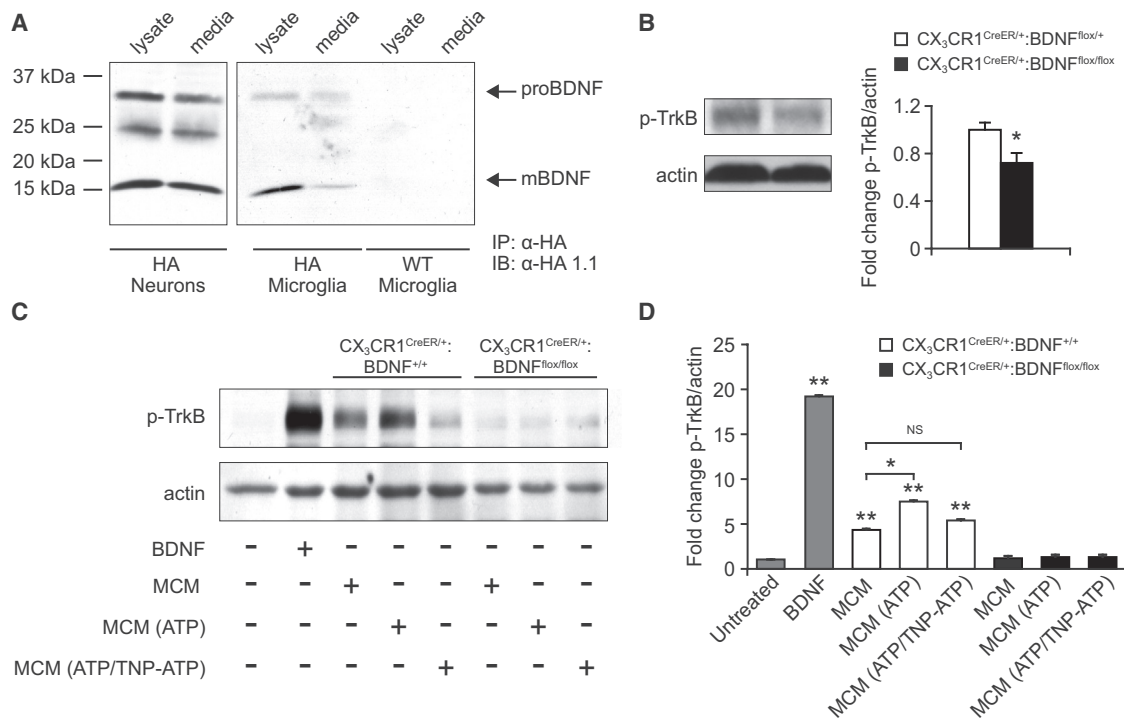 A
lysate media lysate media lysate media
37 kDa
25 kDa
20 kDa
15 kDa
proBDNF
mBDNF
HA
Neurons
HA
Microglia
WT
Microglia
IP: α-HA
IB: α-HA 1.1
B
CX₃CR1ᶜʳᵉᴱᴿ/⁺:BDNFᶠˡᵒˣ/⁺
CX₃CR1ᶜʳᵉᴱᴿ/⁺:BDNFᶠˡᵒˣ/ᶠˡᵒˣ
p-TrkB
actin
Fold change p-TrkB/actin
1.2
0.8
0.4
0
*
C
CX₃CR1ᶜʳᵉᴱᴿ/⁺:
BDNF⁺/⁺
CX₃CR1ᶜʳᵉᴱᴿ/⁺:
BDNFᶠˡᵒˣ/ᶠˡᵒˣ
p-TrkB
actin
BDNF - + - - - - - -
MCM - - + - - + - -
MCM (ATP) - - - + - - + -
MCM (ATP/TNP-ATP) - - - - + - - +
D
CX₃CR1ᶜʳᵉᴱᴿ/⁺:BDNF⁺/⁺
CX₃CR1ᶜʳᵉᴱᴿ/⁺:BDNFᶠˡᵒˣ/ᶠˡᵒˣ
Fold change p-TrkB/actin
25
20
15
10
5
0
**
NS
*
** ** **
Untreated
BDNF
MCM
MCM (ATP)
MCM (ATP/TNP-ATP)
MCM
MCM (ATP)
MCM (ATP/TNP-ATP)